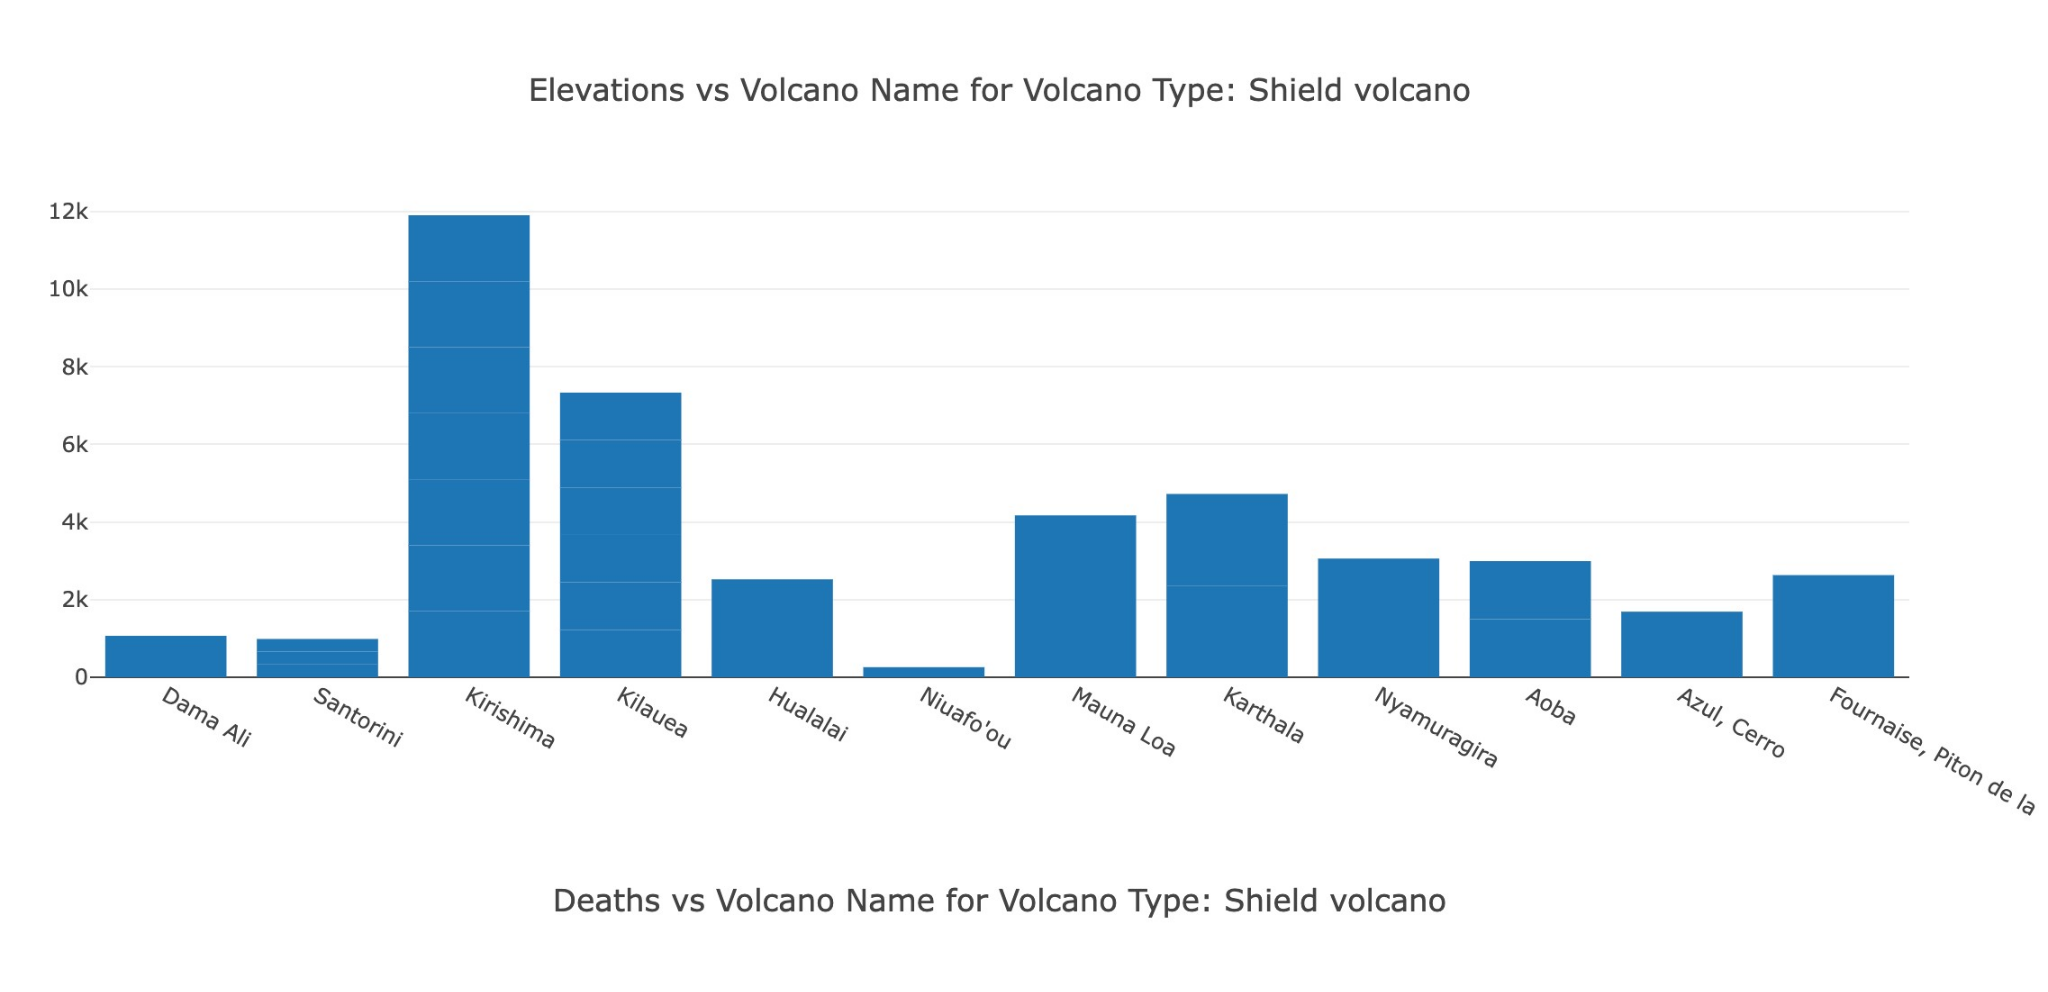 Elevations vs Volcano Name for Volcano Type: Shield volcano
12k
10k
8k
6k
4k
2k
0
Dama Ali
Santorini
Kirishima
Kilauea
Hualalai
Niuafo'ou
Mauna Loa
Karthala
Nyamuragira
Aoba
Azul, Cerro
Fournaise, Piton de la
Deaths vs Volcano Name for Volcano Type: Shield volcano